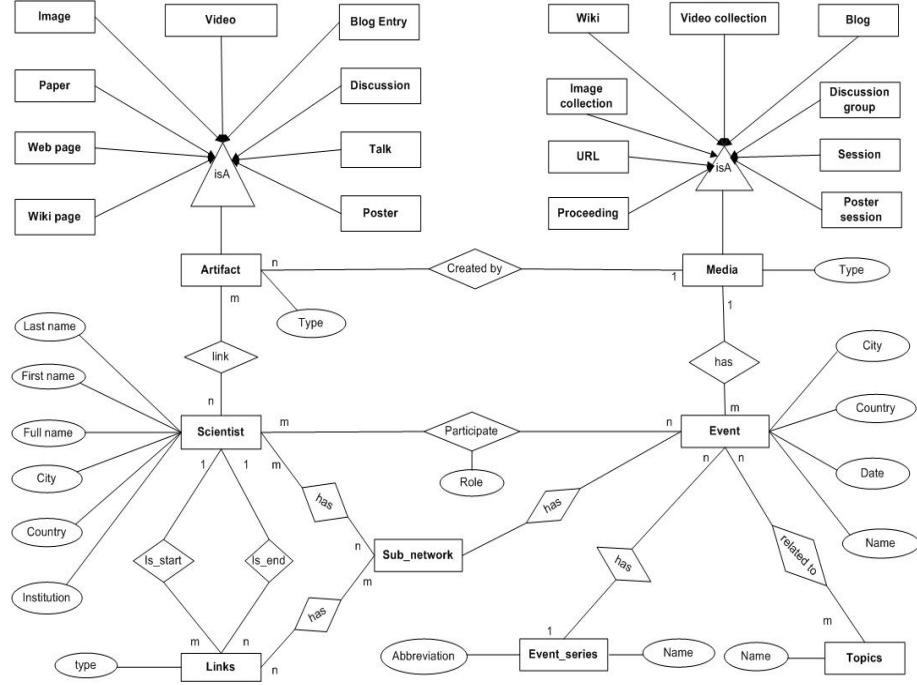 Image
Video
Blog Entry
Wiki
Video collection
Blog
Paper
Discussion
Image
collection
Discussion
group
Web page
Talk
isA
URL
isA
Session
Wiki page
Poster
Proceeding
Poster
session
Artifact
n
Created by
1
Media
Type
m
Type
1
Last name
link
has
City
First name
n
m
Country
Full name
Scientist
m
Participate
n
Event
City
1
1
m
Role
n
n
Date
Country
has
has
Name
Is_start
Is_end
n
Sub_network
has
related to
m
Institution
has
m
n
n
1
m
type
Links
Abbreviation
Event_series
Name
Name
Topics